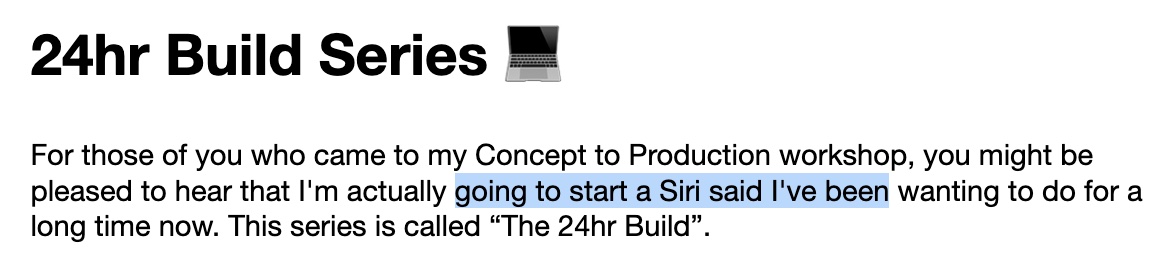 24hr Build Series 💻
For those of you who came to my Concept to Production workshop, you might be
pleased to hear that I'm actually going to start a Siri said I've been wanting to do for a
long time now. This series is called “The 24hr Build”.